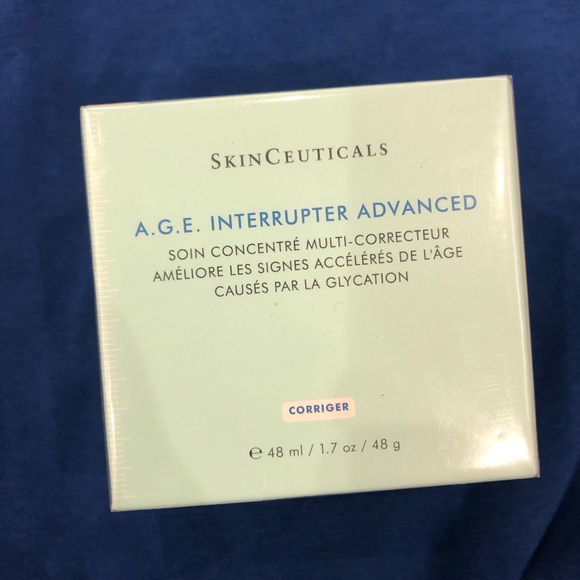 SKINCEUTICALS
A.G.E. INTERRUPTER ADVANCED
SOIN CONCENTRÉ MULTI-CORRECTEUR
AMÉLIORE LES SIGNES ACCÉLÉRÉS DE L'ÂGE
CAUSÉS PAR LA GLYCATION
CORRIGER
℮ 48 ml / 1.7 oz / 48 g